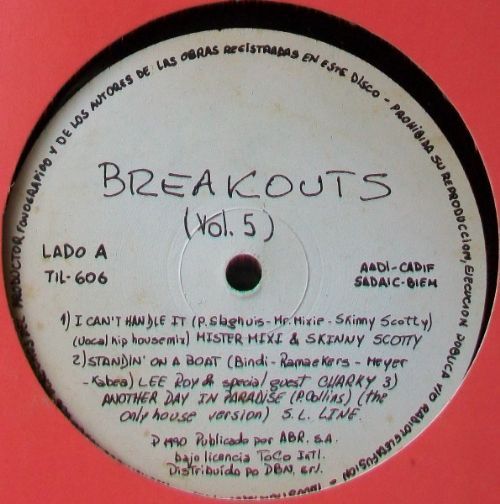 PRODUCTOR FONOGRAFICO Y DE LOS AUTORES DE LAS OBRAS REGISTRADAS EN ESTE DISCO - PROHIBIDA SU REPRODUCCION, EJECUCION PUBLICA Y/O RADIOTELEDIFUSION
BREAKOUTS
(Vol. 5)
LADO A
TIL-606
AADI-CADIF
SADAIC-BIEM
1) I CAN'T HANDLE IT (P. Slaghuis - Mr. Mixie - Skinny Scotty)
(vocal hip housemix) MISTER MIXI & SKINNY SCOTTY
2) STANDIN' ON A BOAT (Bindi - Ramaekers - Meyer
- Kabea) LEE ROY & special guest CHARKY 3)
ANOTHER DAY IN PARADISE (P. Collins) (the
only house version) S.L. LINE.
P 1990 Publicado por ABR. S.A.
bajo licencia TOCO INTl.
Distribuido po DBN. Srl.